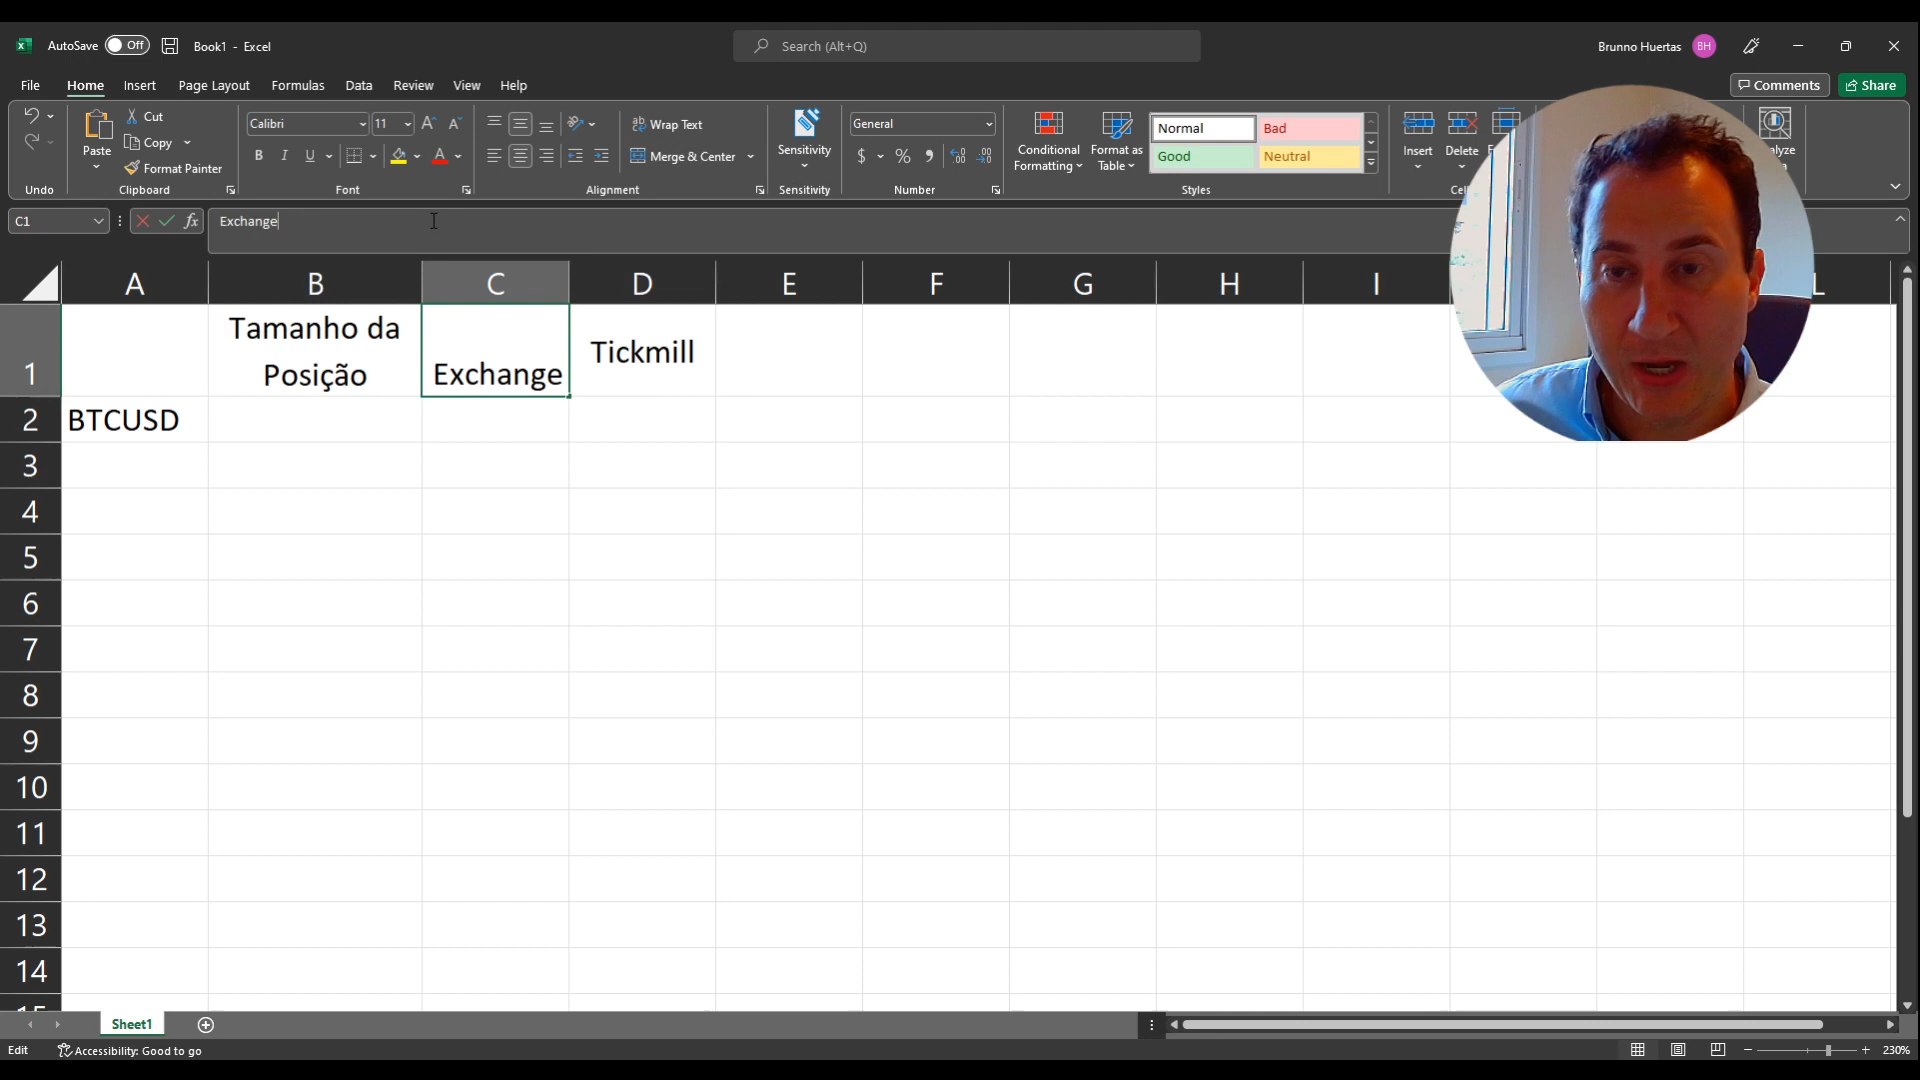 AutoSave Off Book1 - Excel Search (Alt+Q) Brunno Huertas BH
File Home Insert Page Layout Formulas Data Review View Help Comments Share
Cut
Copy
Format Painter
Paste
Undo Clipboard
Calibri 11
B I U A
Font
Wrap Text
Merge & Center
Alignment
Sensitivity
Sensitivity
General
$ %
Number
Conditional Formatting
Format as Table
Normal Bad
Good Neutral
Styles
Insert Delete
C1 fx Exchange
A B C D E F G H I L
1 Tamanho da Posição Exchange Tickmill
2 BTCUSD
3
4
5
6
7
8
9
10
11
12
13
14
Sheet1
Edit Accessibility: Good to go 230%